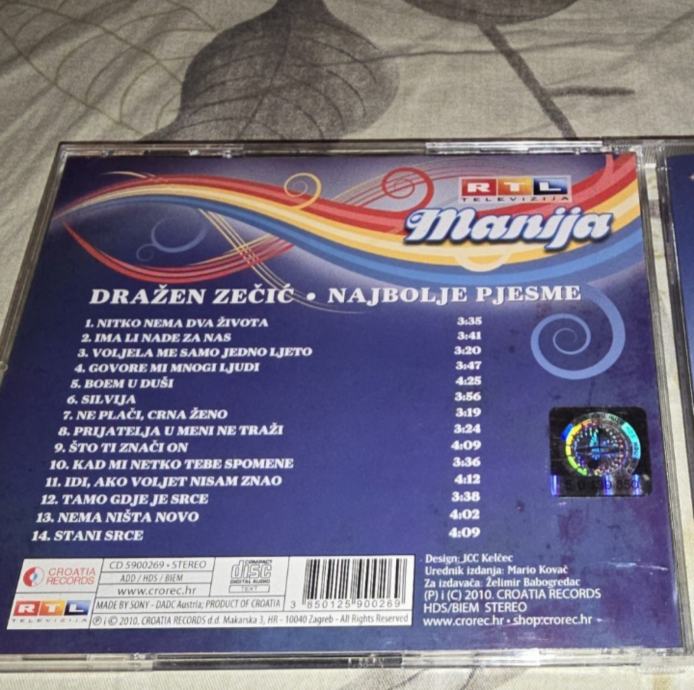 RTL
TELEVIZIJA
Manija
DRAŽEN ZEČIĆ • NAJBOLJE PJESME
1. NITKO NEMA DVA ŽIVOTA 3:35
2. IMA LI NADE ZA NAS 3:41
3. VOLJELA ME SAMO JEDNO LJETO 3:20
4. GOVORE MI MNOGI LJUDI 3:47
5. BOEM U DUŠI 4:25
6. SILVIJA 3:56
7. NE PLAČI, CRNA ŽENO 3:19
8. PRIJATELJA U MENI NE TRAŽI 3:24
9. ŠTO TI ZNAČI ON 4:09
10. KAD MI NETKO TEBE SPOMENE 3:36
11. IDI, AKO VOLJET NISAM ZNAO 4:12
12. TAMO GDJE JE SRCE 3:38
13. NEMA NIŠTA NOVO 4:02
14. STANI SRCE 4:09
CROATIA
RECORDS
CD 5900269 • STEREO
ADD / HDS / BIEM
www.crorec.hr
COMPACT
disc
DIGITAL AUDIO
TEXT
RTL
TELEVIZIJA
MADE BY SONY - DADC Austria; PRODUCT OF CROATIA
3 850125 900269
℗ i © 2010. CROATIA RECORDS d.d. Makarska 3, HR - 10040 Zagreb - All Rights Reserved
Design: JCC Kelčec
Urednik izdanja: Mario Kovač
Za izdavača: Želimir Babogredac
(P) i (C) 2010. CROATIA RECORDS
HDS/BIEM STEREO
www.crorec.hr • shop:crorec.hr